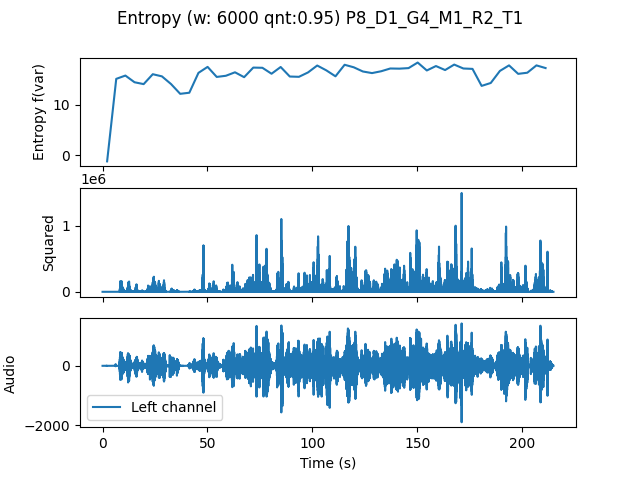 Entropy (w: 6000 qnt:0.95) P8_D1_G4_M1_R2_T1
Entropy f(var)
10
0
1e6
Squared
1
0
Audio
0
−2000
Left channel
0 50 100 150 200
Time (s)